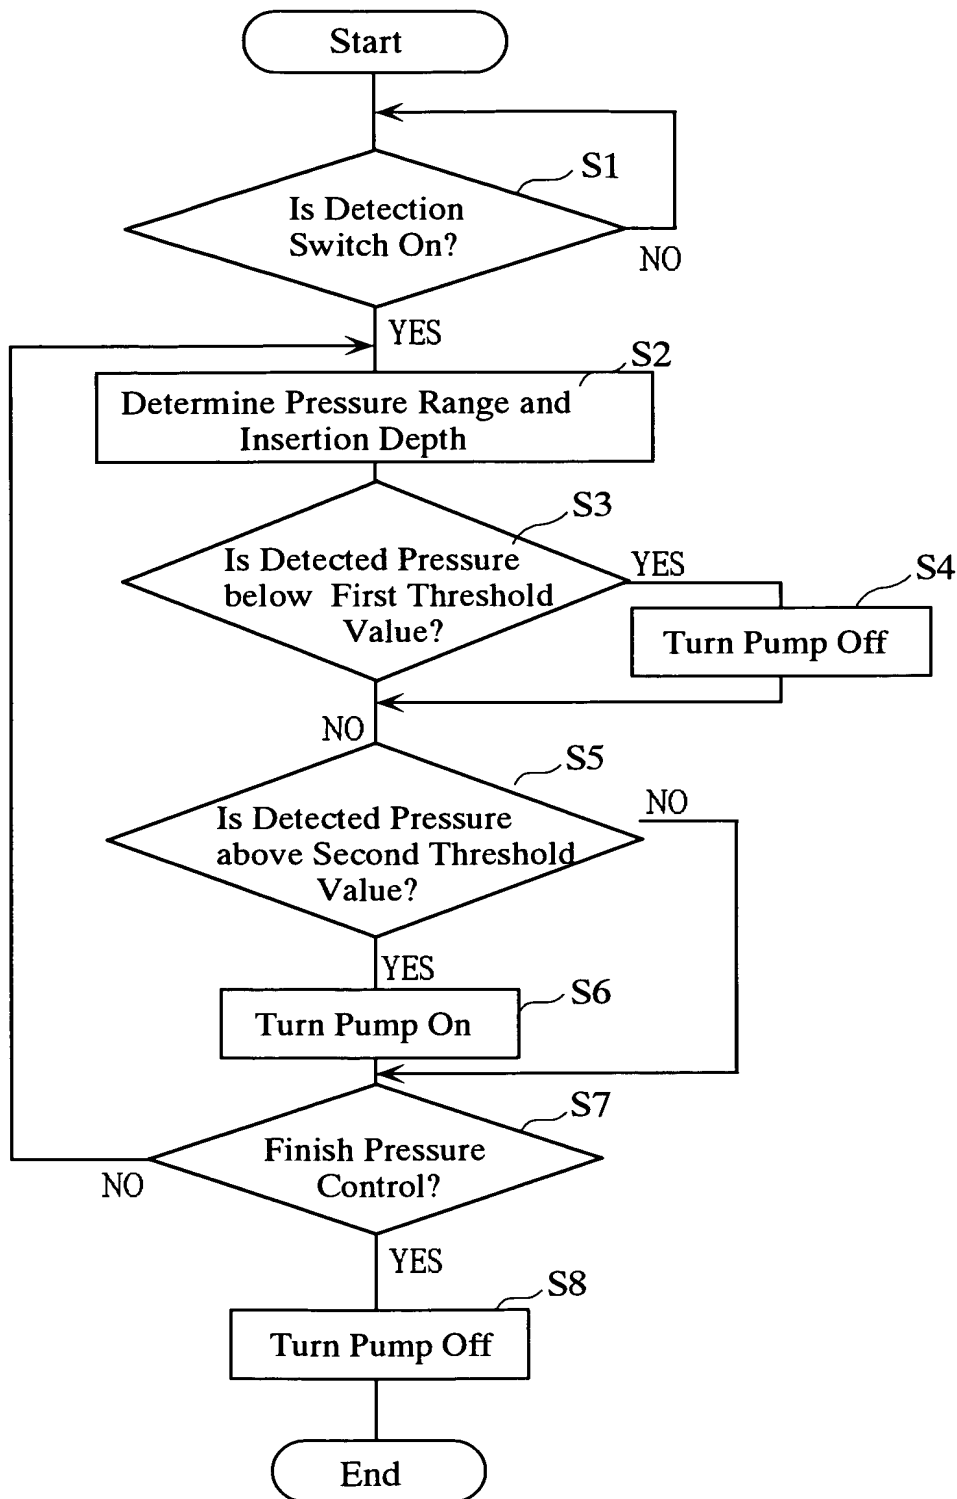 Start
S1
Is Detection
Switch On?
NO
YES
S2
Determine Pressure Range and
Insertion Depth
S3
Is Detected Pressure
below First Threshold
Value?
YES
S4
Turn Pump Off
NO
S5
Is Detected Pressure
above Second Threshold
Value?
NO
YES
S6
Turn Pump On
S7
Finish Pressure
Control?
NO
YES
S8
Turn Pump Off
End